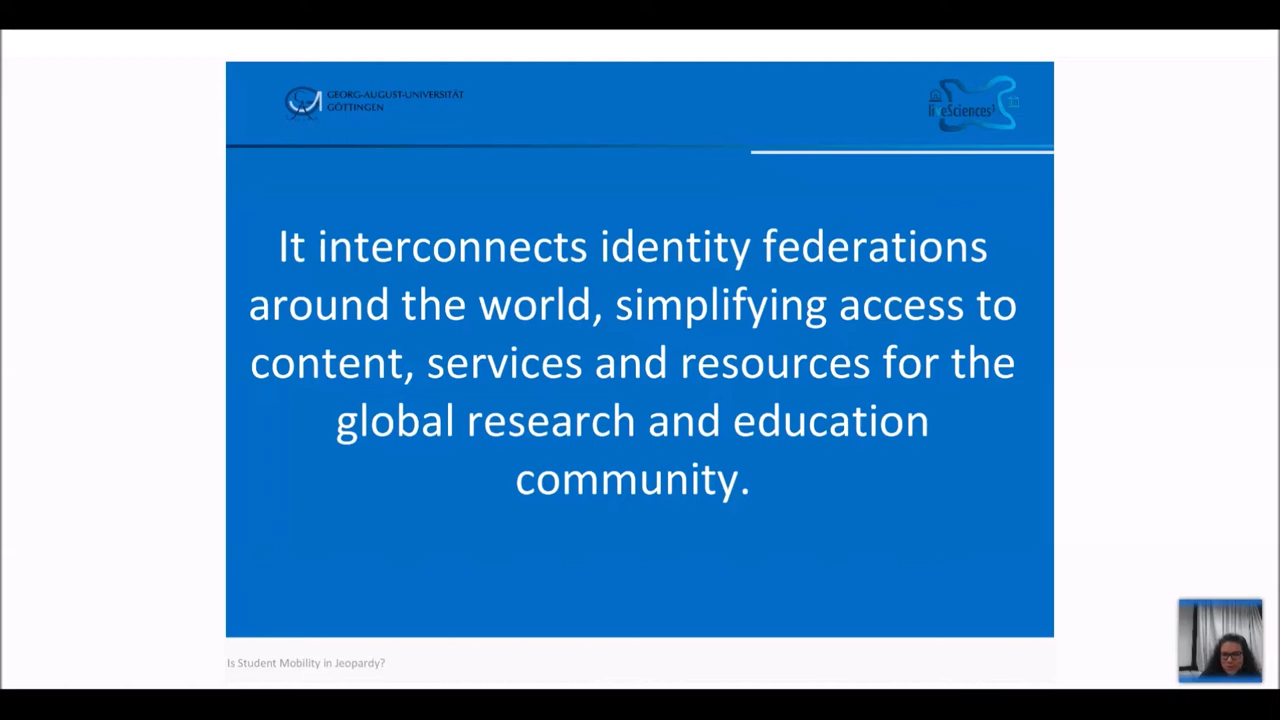 GEORG-AUGUST-UNIVERSITÄT
GÖTTINGEN
liveSciences³
It interconnects identity federations
around the world, simplifying access to
content, services and resources for the
global research and education
community.
Is Student Mobility in Jeopardy?